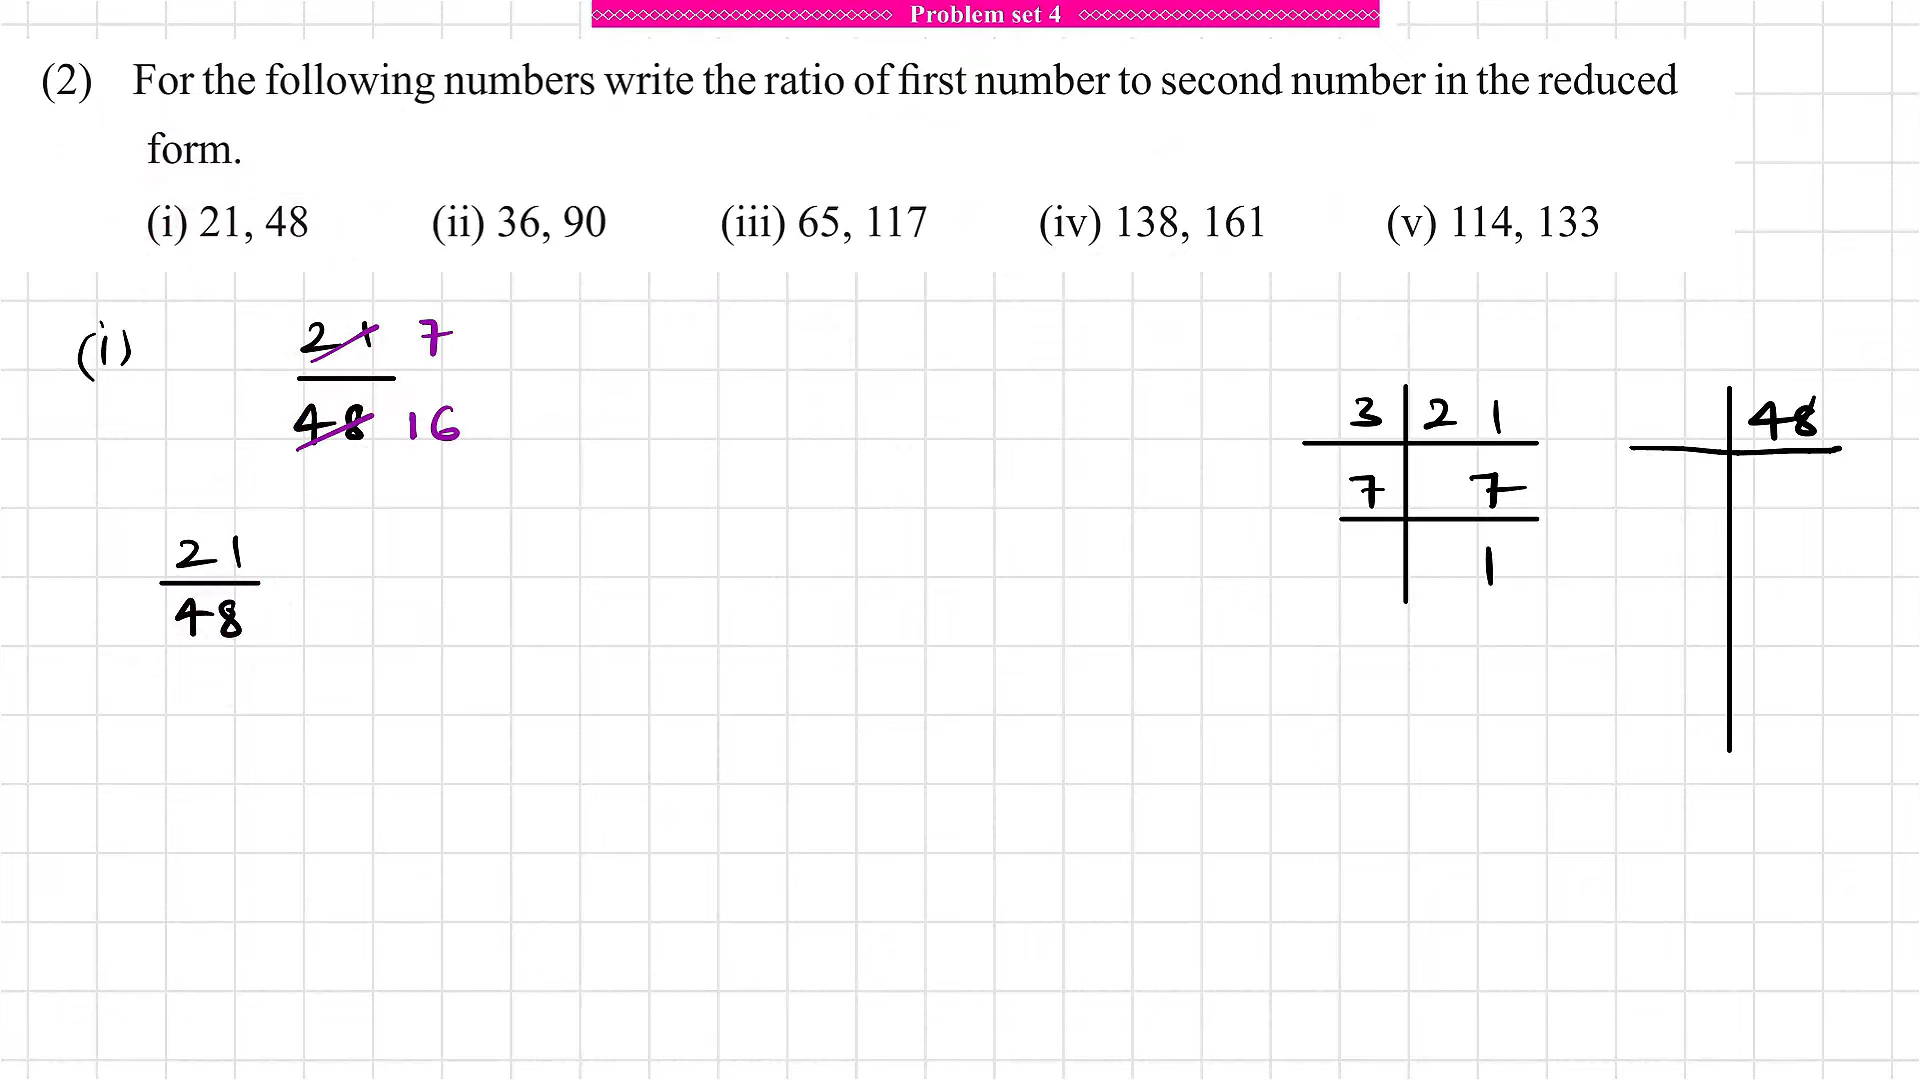 Problem set 4
(2) For the following numbers write the ratio of first number to second number in the reduced
form.
(i) 21, 48 (ii) 36, 90 (iii) 65, 117 (iv) 138, 161 (v) 114, 133
(i) 21 7
48 16
21
48
3 21
7 7
1
48